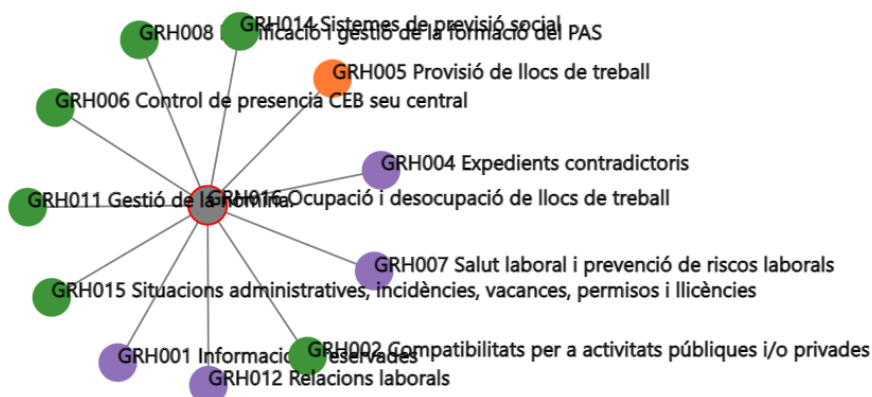 GRH014 Sistemes de previsió social
GRH008 Planificació i gestió de la formació del PAS
GRH005 Provisió de llocs de treball
GRH006 Control de presencia CEB seu central
GRH004 Expedients contradictoris
GRH016 Ocupació i desocupació de llocs de treball
GRH011 Gestió de la nòmina.
GRH007 Salut laboral i prevenció de riscos laborals
GRH015 Situacions administratives, incidències, vacances, permisos i llicències
GRH002 Compatibilitats per a activitats públiques i/o privades
GRH001 Informacions reservades
GRH012 Relacions laborals